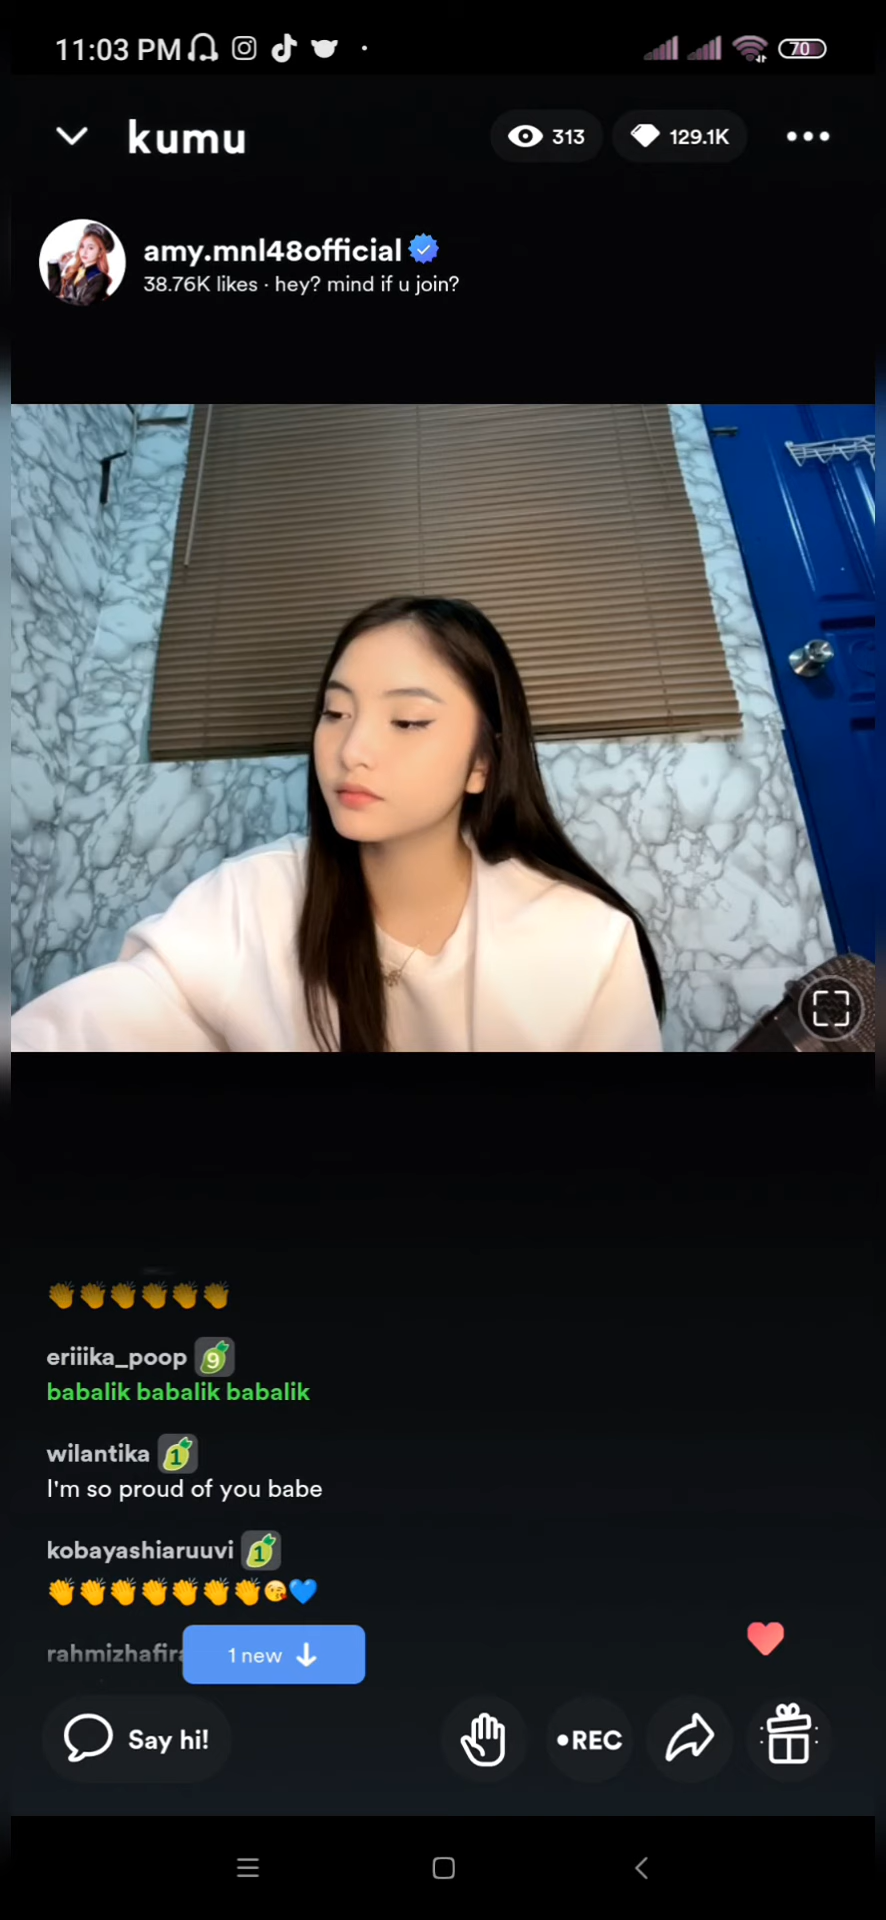 11:03 PM
70
kumu
313
129.1K
amy.mnl48official
38.76K likes · hey? mind if u join?
👏👏👏👏👏👏
eriiika_poop 9
babalik babalik babalik
wilantika 1
I'm so proud of you babe
kobayashiaruuvi 1
👏👏👏👏👏👏👏😘💙
rahmizhafira
1 new
Say hi!
•REC